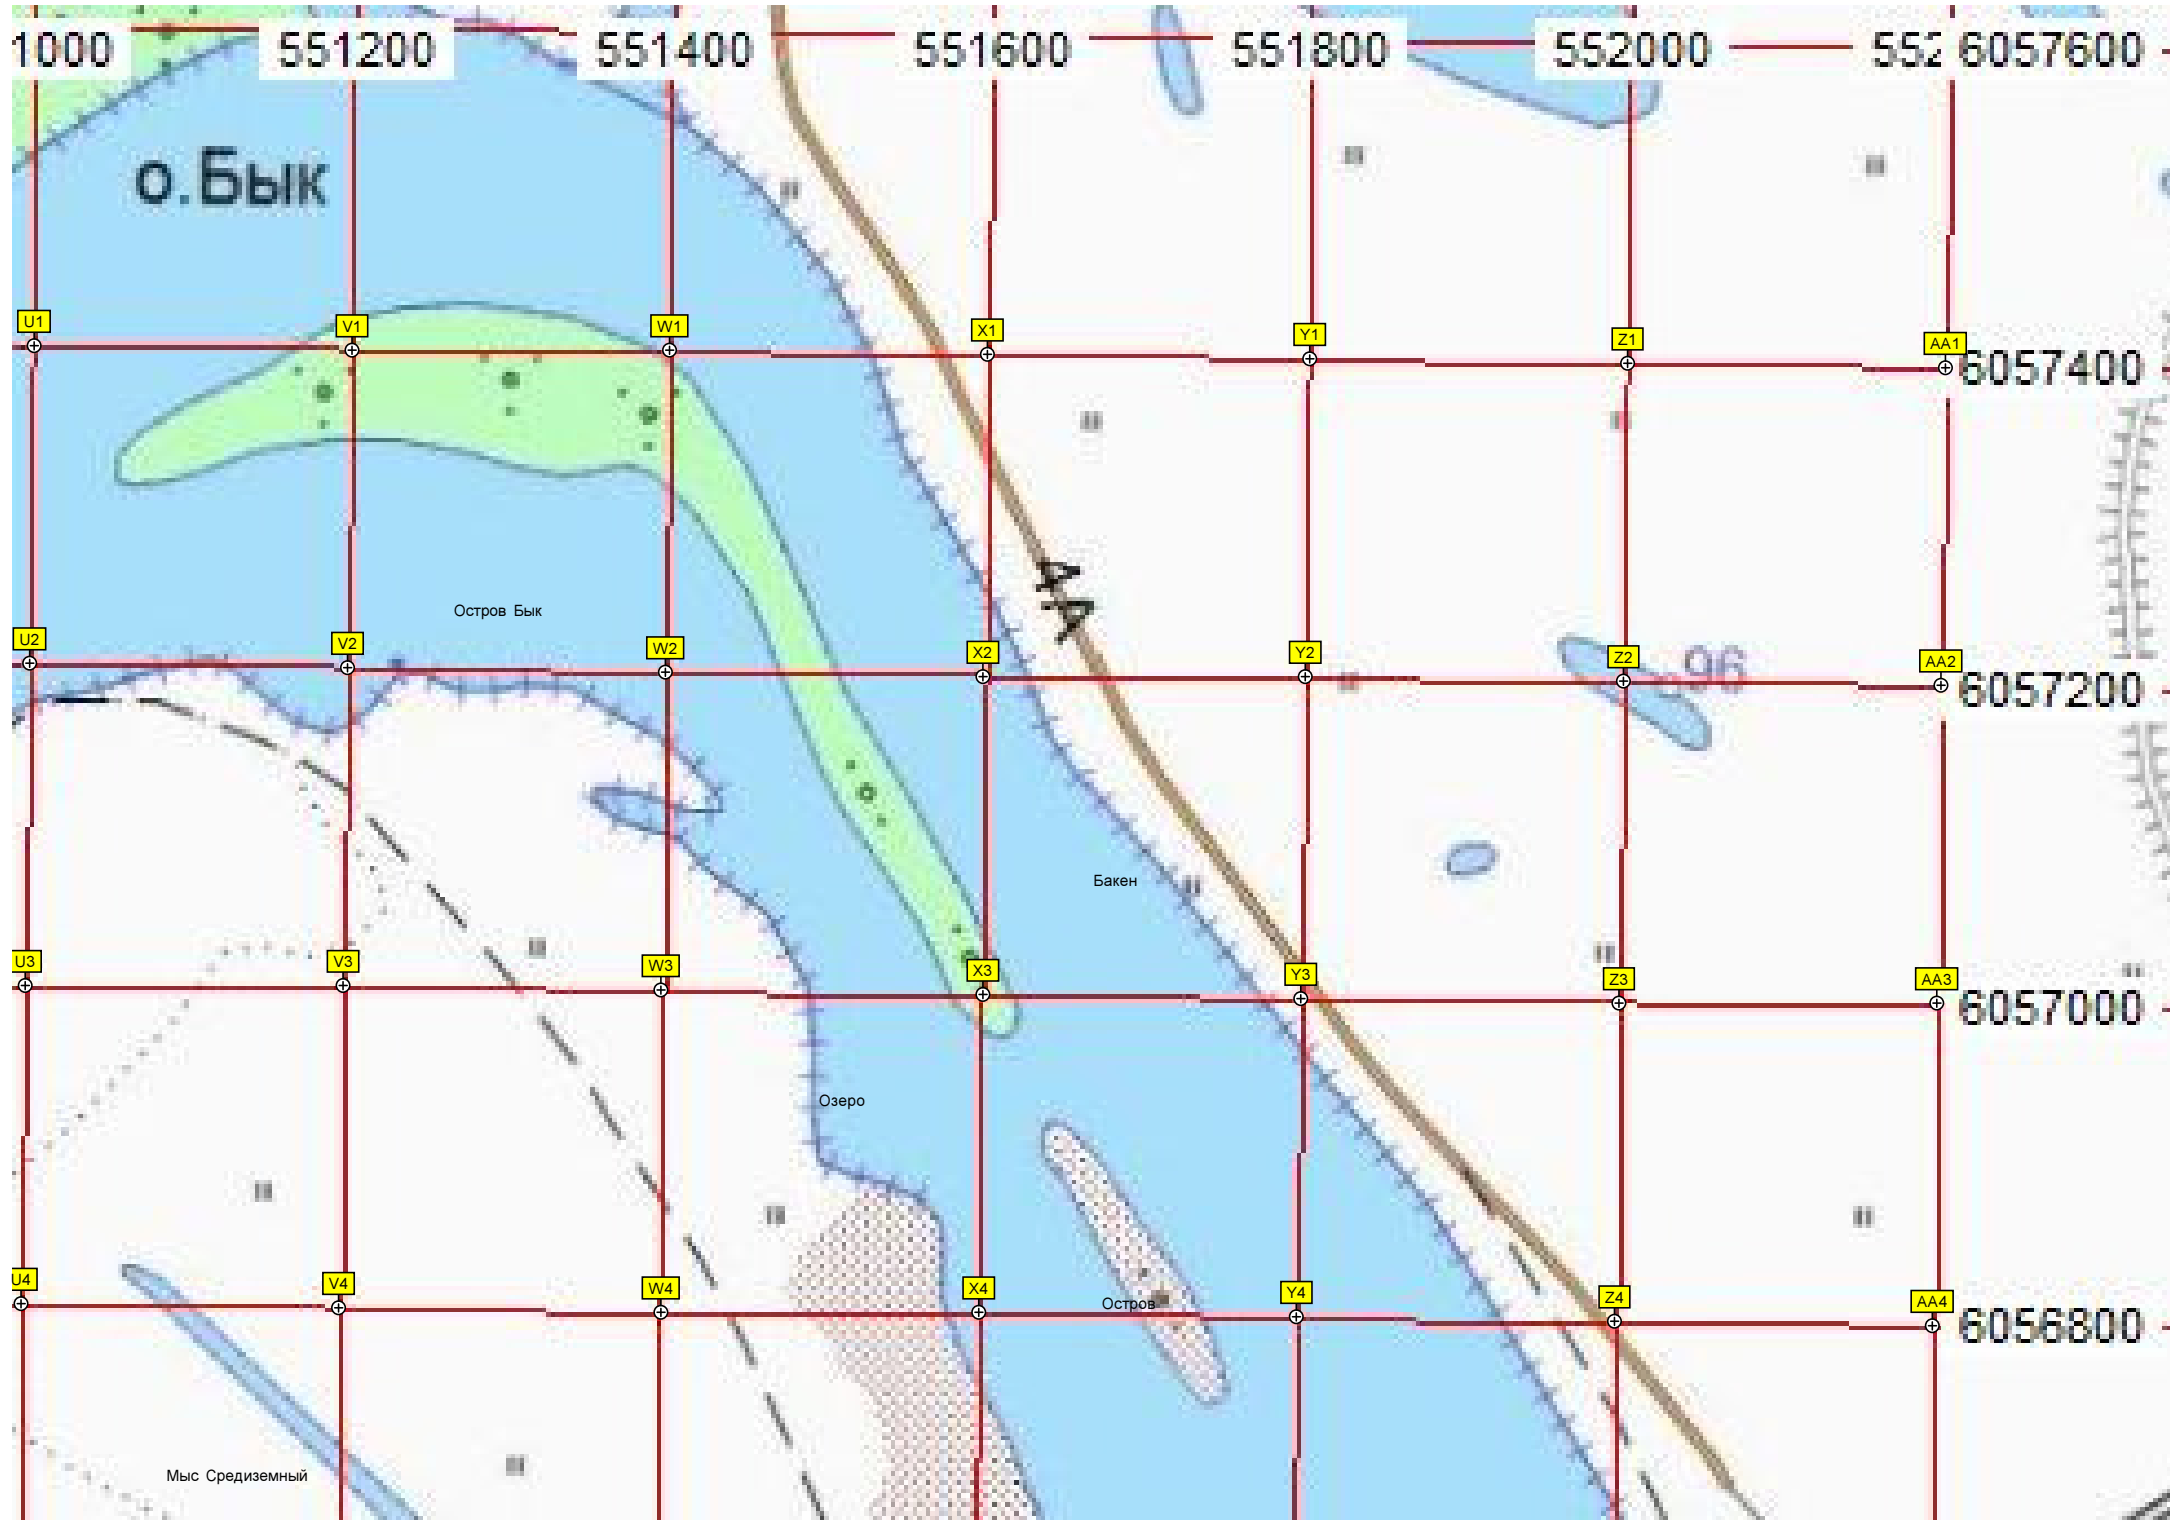 1000 551200 551400 551600 551800 552000 552 6057600
о.Бык
U1 V1 W1 X1 Y1 Z1 AA1
6057400
Остров Бык
U2 V2 W2 X2 Y2 Z2 AA2
96
6057200
Бакен
U3 V3 W3 X3 Y3 Z3 AA3
6057000
Озеро
U4 V4 W4 X4 Y4 Z4 AA4
Остров
6056800
Мыс Средиземный